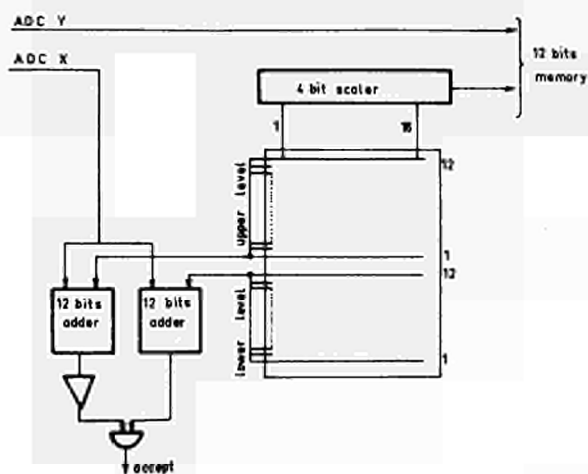 ADC Y
ADC X
12 bits
memory
4 bit scaler
1
16
12
upper level
1
12
lower level
1
12 bits
adder
12 bits
adder
accept